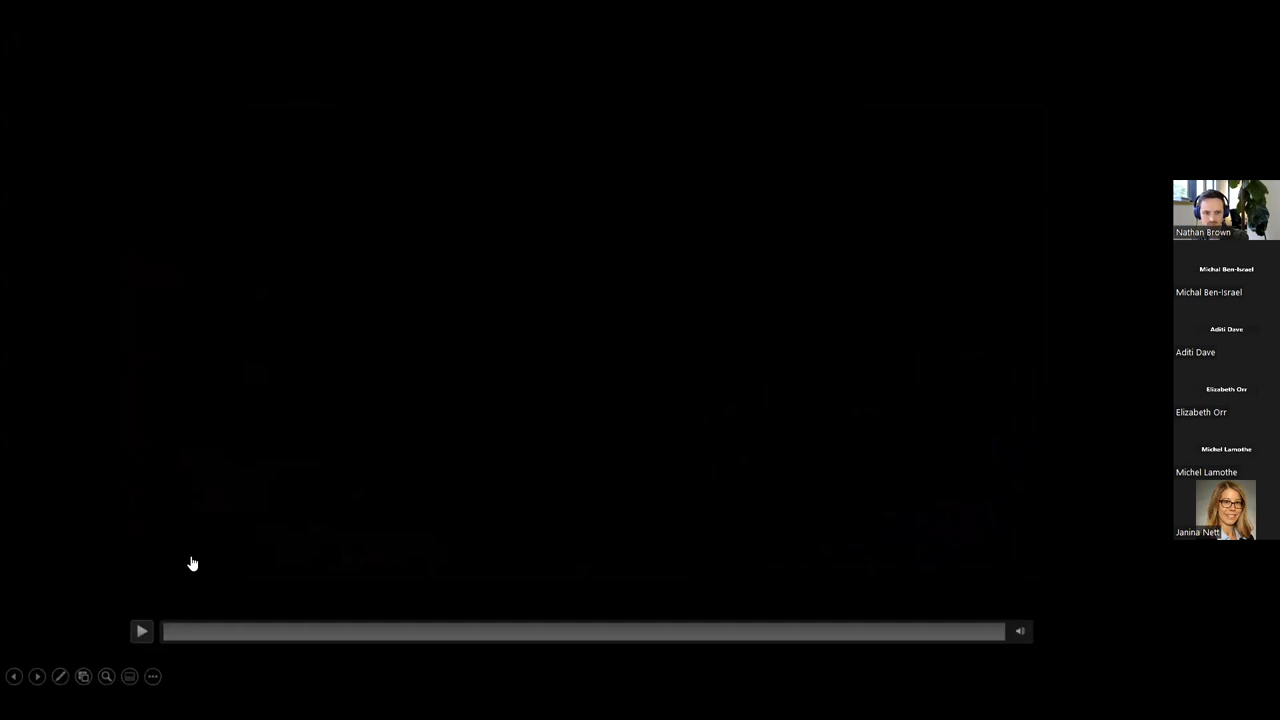 Nathan Brown
Michal Ben-Israel
Michal Ben-Israel
Aditi Dave
Aditi Dave
Elizabeth Orr
Elizabeth Orr
Michel Lamothe
Michel Lamothe
Janina Nett